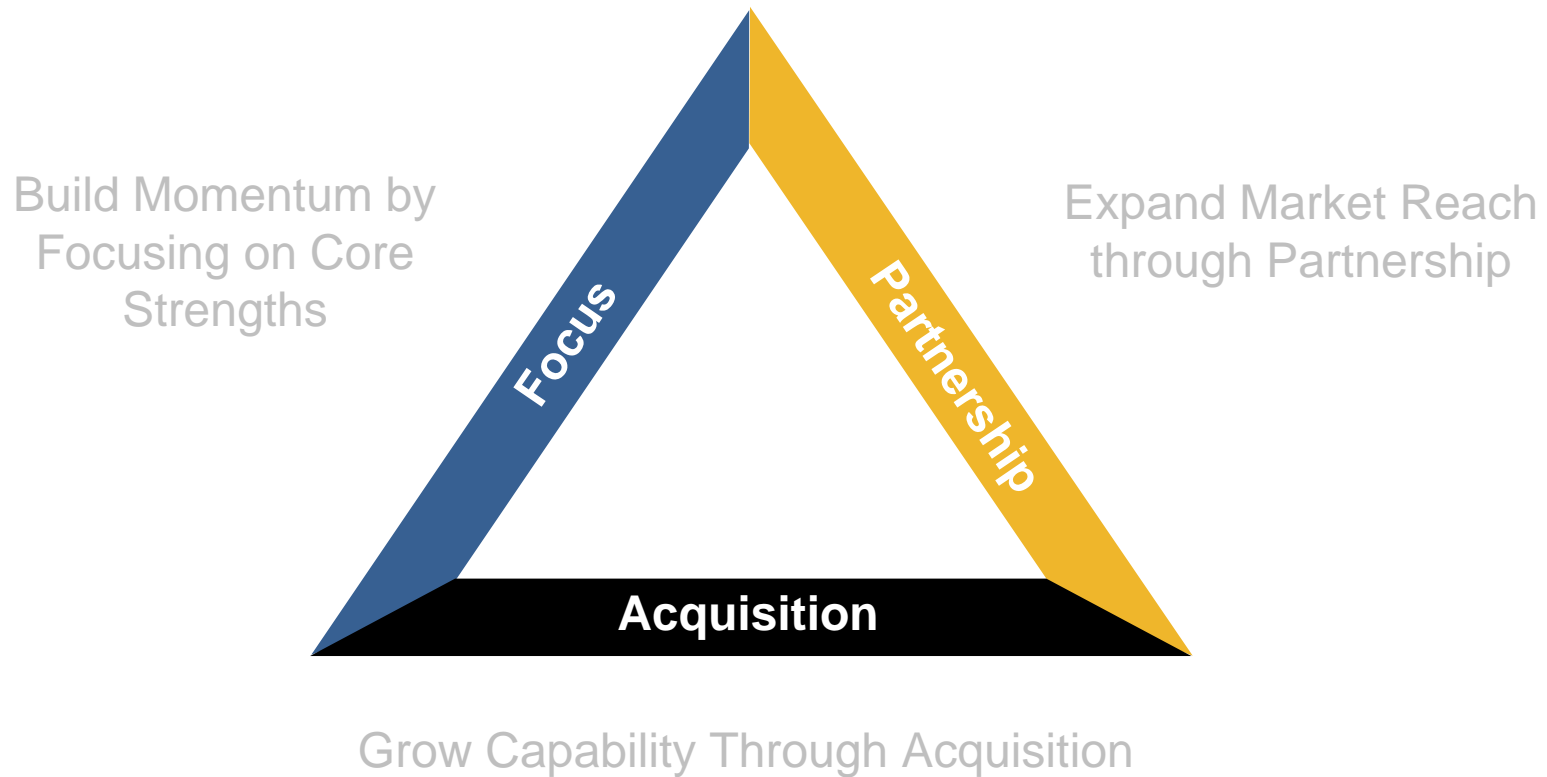 Build Momentum by
Focusing on Core
Strengths
Focus
Expand Market Reach
through Partnership
Partnership
Acquisition
Grow Capability Through Acquisition